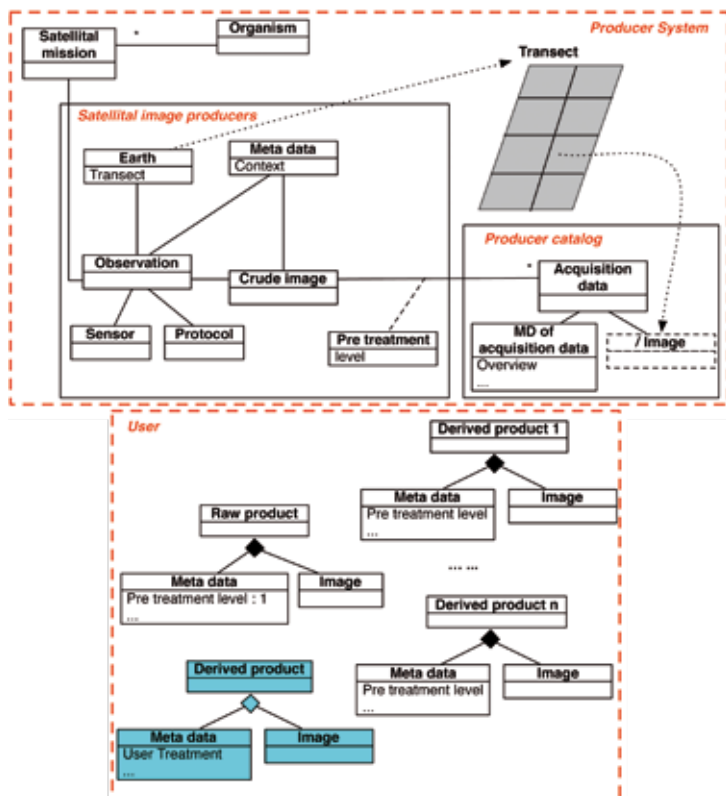 Producer System
Satellital
mission
*
Organism
Transect
Satellital image producers
Earth
Transect
Meta data
Context
Producer catalog
Observation
Crude image
*
Acquisition
data
Sensor
Protocol
Pre treatment
level
MD of
acquisition data
Overview
....
/ Image
User
Derived product 1
Meta data
Pre treatment level
...
Image
Raw product
Meta data
Pre treatment level : 1
...
Image
... ...
Derived product n
Meta data
Pre treatment level
...
Image
Derived product
Meta data
User Treatment
...
Image